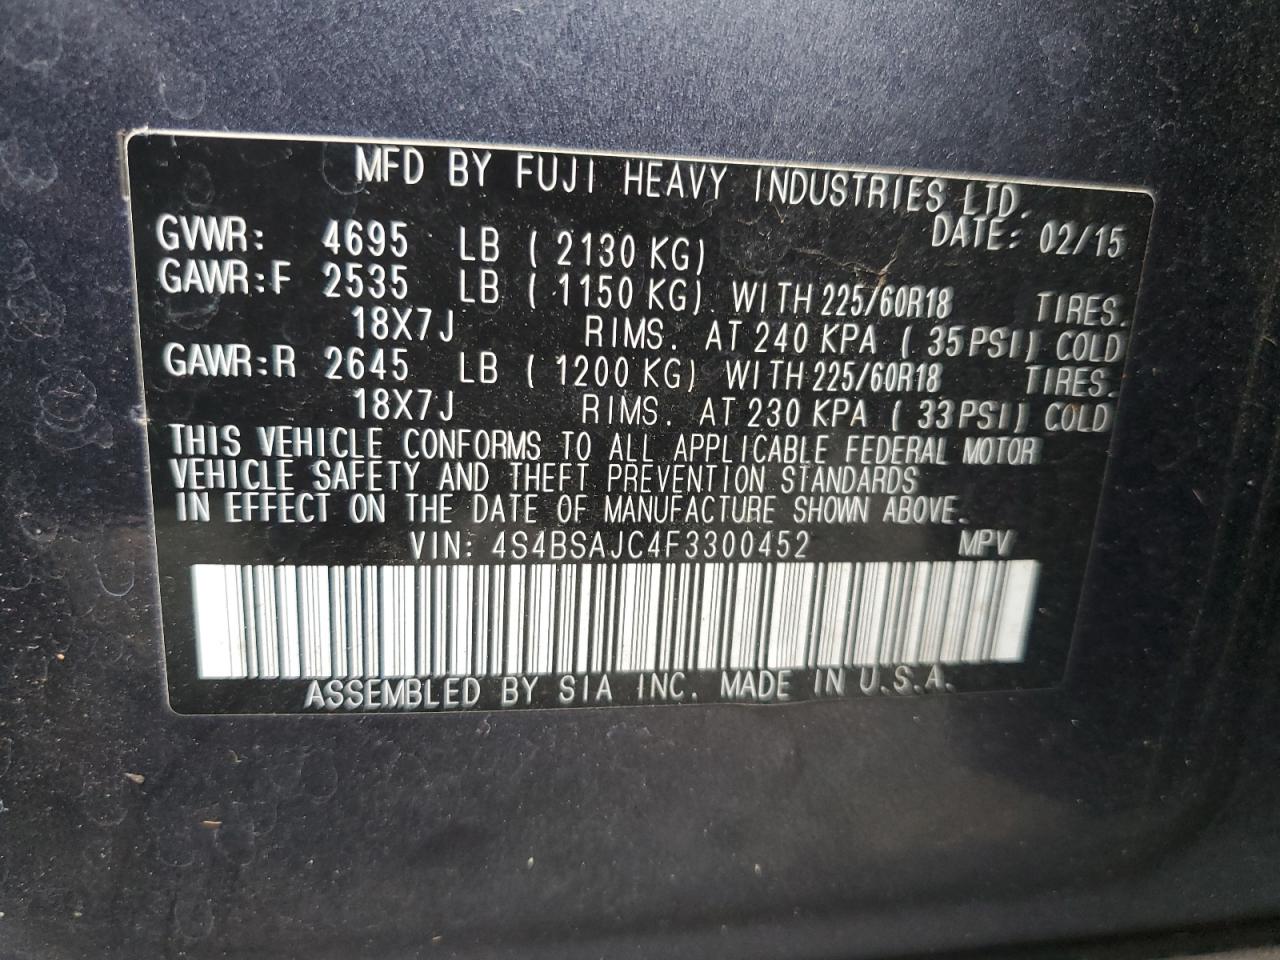 MFD BY FUJI HEAVY INDUSTRIES LTD.
DATE: 02/15
GVWR: 4695 LB ( 2130 KG)
GAWR:F 2535 LB ( 1150 KG) WITH 225/60R18 TIRES.
18X7J RIMS. AT 240 KPA ( 35PSI) COLD
GAWR:R 2645 LB ( 1200 KG) WITH 225/60R18 TIRES.
18X7J RIMS. AT 230 KPA ( 33PSI) COLD
THIS VEHICLE CONFORMS TO ALL APPLICABLE FEDERAL MOTOR
VEHICLE SAFETY AND THEFT PREVENTION STANDARDS
IN EFFECT ON THE DATE OF MANUFACTURE SHOWN ABOVE.
VIN: 4S4BSAJC4F3300452 MPV
ASSEMBLED BY SIA INC. MADE IN U.S.A.